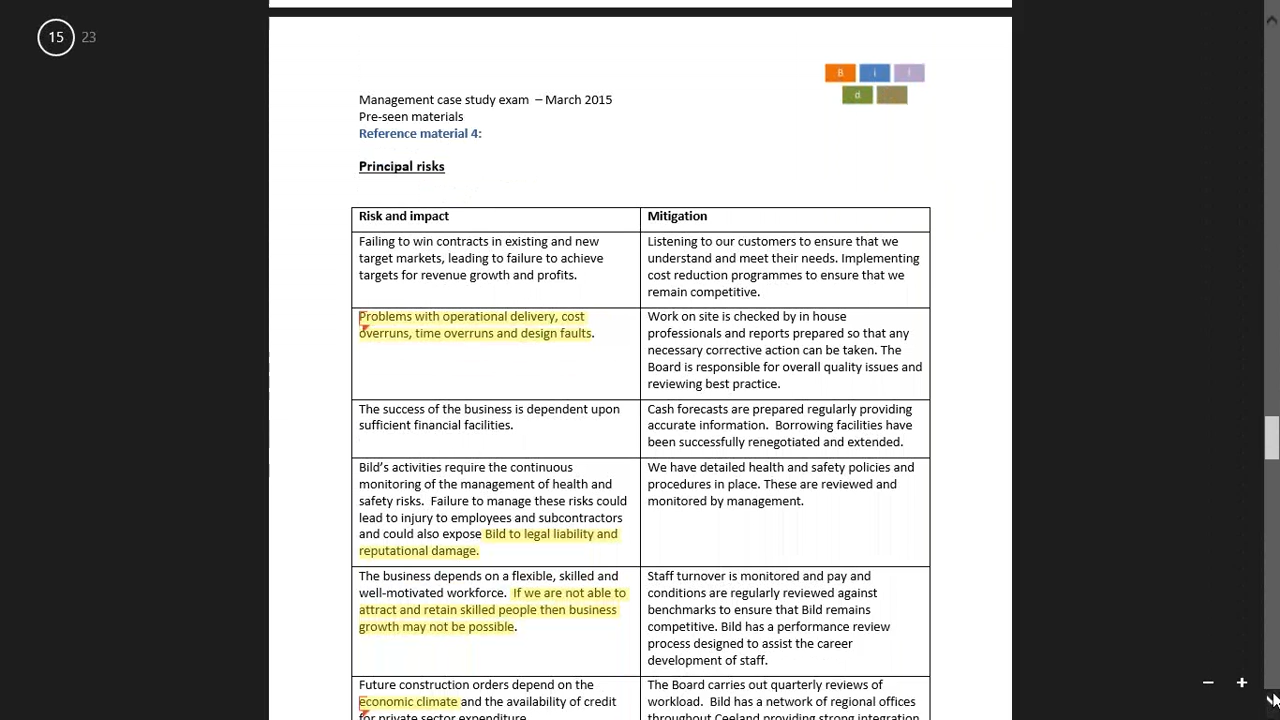 15 23
B i l
d
Management case study exam – March 2015
Pre-seen materials
Reference material 4:
Principal risks
Risk and impact
Mitigation
Failing to win contracts in existing and new
target markets, leading to failure to achieve
targets for revenue growth and profits.
Listening to our customers to ensure that we
understand and meet their needs. Implementing
cost reduction programmes to ensure that we
remain competitive.
Problems with operational delivery, cost
overruns, time overruns and design faults.
Work on site is checked by in house
professionals and reports prepared so that any
necessary corrective action can be taken. The
Board is responsible for overall quality issues and
reviewing best practice.
The success of the business is dependent upon
sufficient financial facilities.
Cash forecasts are prepared regularly providing
accurate information. Borrowing facilities have
been successfully renegotiated and extended.
Bild's activities require the continuous
monitoring of the management of health and
safety risks. Failure to manage these risks could
lead to injury to employees and subcontractors
and could also expose Bild to legal liability and
reputational damage.
We have detailed health and safety policies and
procedures in place. These are reviewed and
monitored by management.
The business depends on a flexible, skilled and
well-motivated workforce. If we are not able to
attract and retain skilled people then business
growth may not be possible.
Staff turnover is monitored and pay and
conditions are regularly reviewed against
benchmarks to ensure that Bild remains
competitive. Bild has a performance review
process designed to assist the career
development of staff.
Future construction orders depend on the
economic climate and the availability of credit
for private sector expenditure.
The Board carries out quarterly reviews of
workload. Bild has a network of regional offices
throughout Ceeland providing strong integration